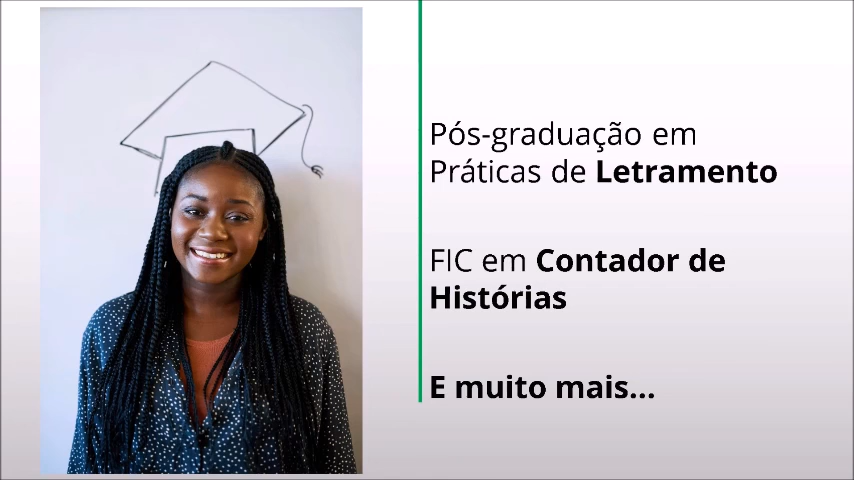 Pós-graduação em
Práticas de Letramento
FIC em Contador de
Histórias
E muito mais...